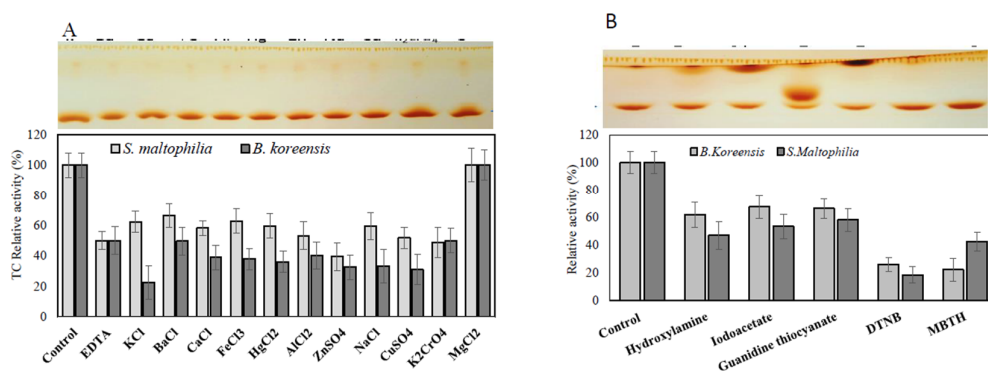 A
TC Relative activity (%)
120
100
80
60
40
20
0
S. maltophilia
B. koreensis
Control
EDTA
KCl
BaCl
CaCl
FeCl3
HgCl2
AlCl2
ZnSO4
NaCl
CuSO4
K2CrO4
MgCl2
B
Relative activity (%)
120
100
80
60
40
20
0
B.Koreensis
S.Maltophilia
Control
Hydroxylamine
Iodoacetate
Guanidine thiocyanate
DTNB
MBTH